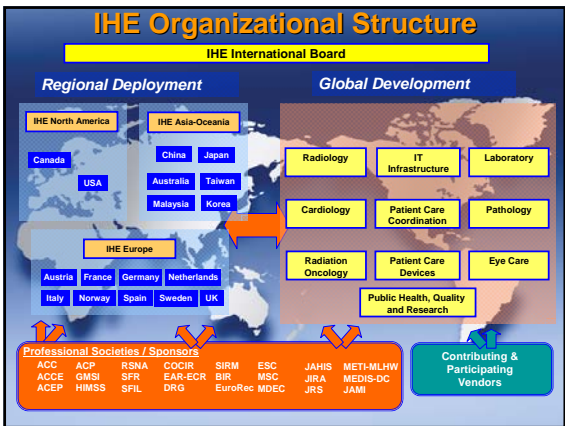 IHE Organizational Structure
IHE International Board
Regional Deployment
Global Development
IHE North America
IHE Asia-Oceania
Canada
USA
China
Japan
Australia
Taiwan
Malaysia
Korea
IHE Europe
Austria
France
Germany
Netherlands
Italy
Norway
Spain
Sweden
UK
Radiology
IT
Infrastructure
Laboratory
Cardiology
Patient Care
Coordination
Pathology
Radiation
Oncology
Patient Care
Devices
Eye Care
Public Health, Quality
and Research
Professional Societies / Sponsors
ACC ACP RSNA COCIR SIRM ESC JAHIS METI-MLHW
ACCE GMSI SFR EAR-ECR BIR MSC JIRA MEDIS-DC
ACEP HIMSS SFIL DRG EuroRec MDEC JRS JAMI
Contributing &
Participating
Vendors